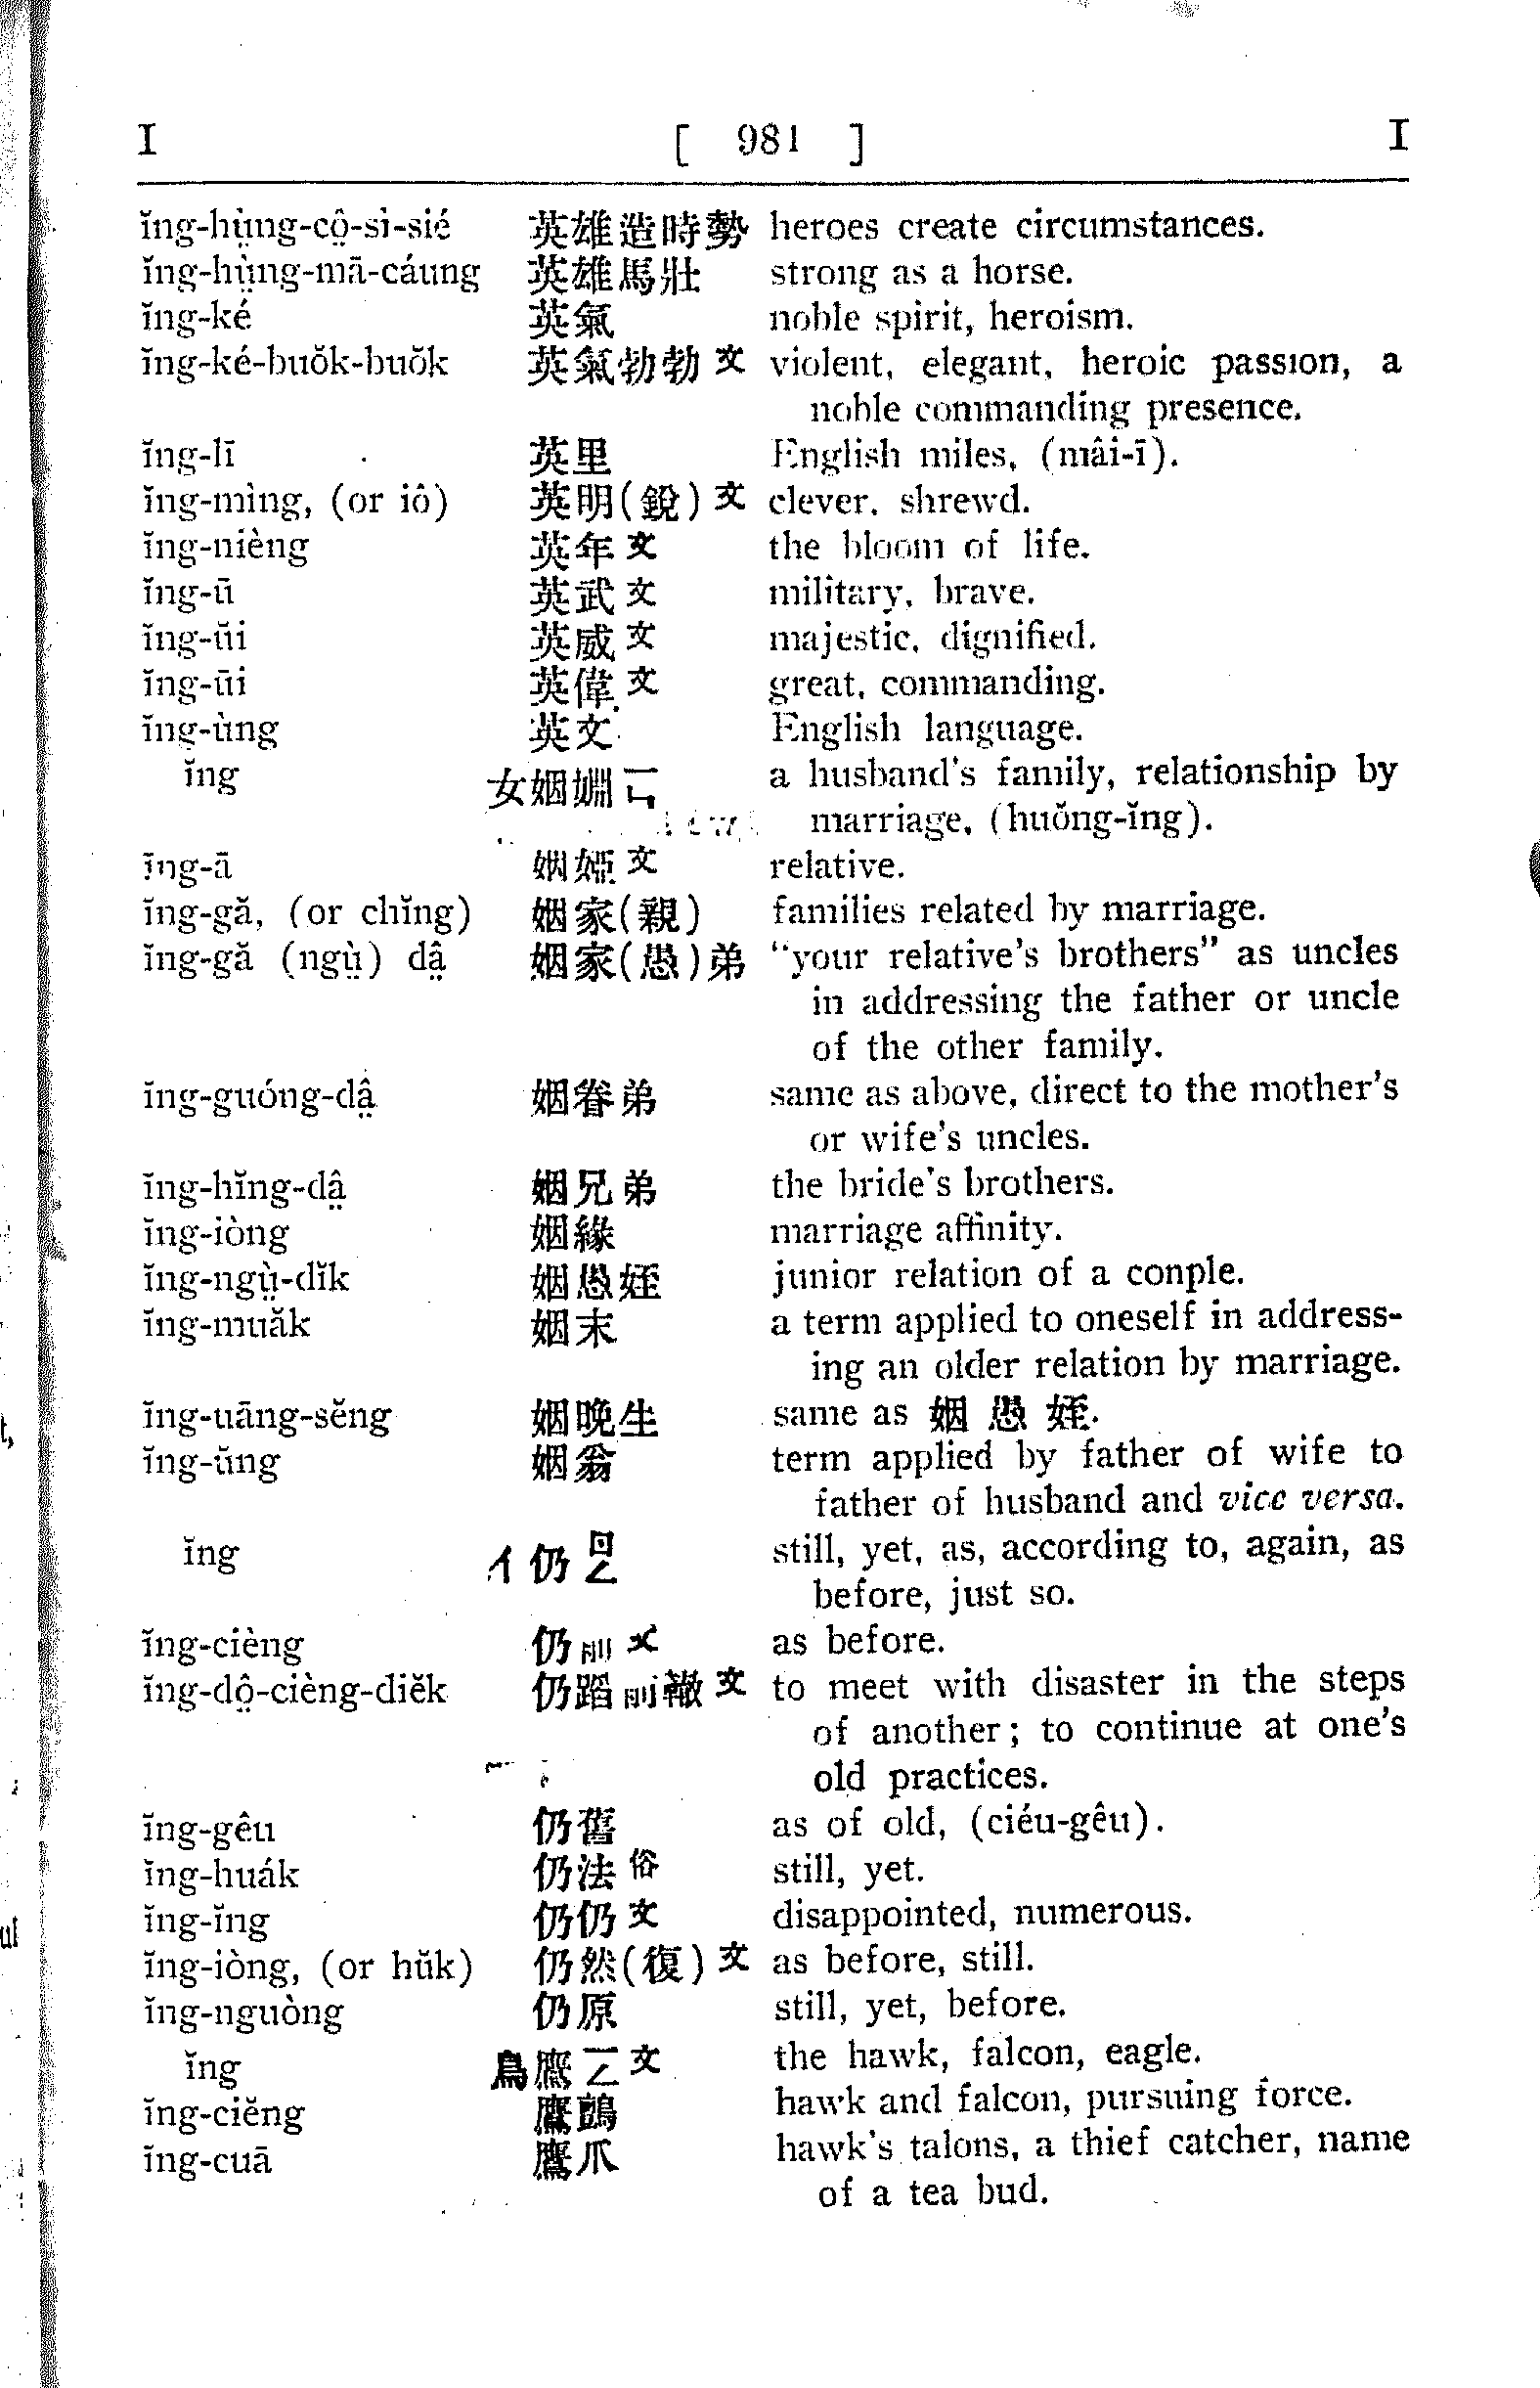 I [ 981 ] I
ĭng-hṳ̀ng-cô̤-sì-sié 英雄造時勢 heroes create circumstances.
ĭng-hṳ̀ng-mā-cáung 英雄馬壯 strong as a horse.
ĭng-ké 英氣 noble spirit, heroism.
ĭng-ké-buŏk-buŏk 英氣勃勃 文 violent, elegant, heroic passion, a
noble commanding presence.
ĭng-lī 英里 English miles, (mâi-ī).
ĭng-mìng, (or iô) 英明(銳) 文 clever, shrewd.
ĭng-nièng 英年 文 the bloom of life.
ĭng-ū 英武 文 military, brave.
ĭng-ŭi 英威 文 majestic, dignified.
ĭng-ūi 英偉 文 great, commanding.
ĭng-ùng 英文 English language.
ĭng 女 姻婣 a husband's family, relationship by
marriage, (huŏng-ĭng).
ĭng-ā 姻婭 文 relative.
ĭng-gă, (or chĭng) 姻家(親) families related by marriage.
ĭng-gă (ngṳ̀) dâ̤ 姻家(愚)弟 "your relative's brothers" as uncles
in addressing the father or uncle
of the other family.
ĭng-guóng-dâ̤ 姻眷弟 same as above, direct to the mother's
or wife's uncles.
ĭng-hĭng-dâ̤ 姻兄弟 the bride's brothers.
ĭng-iòng 姻緣 marriage affinity.
ĭng-ngṳ̀-dĭk 姻愚姪 junior relation of a conple.
ĭng-muăk 姻末 a term applied to oneself in address-
ing an older relation by marriage.
ĭng-uāng-sĕng 姻晚生 same as 姻愚姪.
ĭng-ŭng 姻翁 term applied by father of wife to
father of husband and vice versa.
ĭng 亻 仍 still, yet, as, according to, again, as
before, just so.
ĭng-cièng 仍前 文 as before.
ĭng-dô̤-cièng-diĕk 仍蹈前轍 文 to meet with disaster in the steps
of another; to continue at one's
old practices.
ĭng-gêu 仍舊 as of old, (ciéu-gêu).
ĭng-huák 仍法 俗 still, yet.
ĭng-ĭng 仍仍 文 disappointed, numerous.
ĭng-iòng, (or hŭk) 仍然(復) 文 as before, still.
ĭng-nguòng 仍原 still, yet, before.
ĭng 鳥 鷹 文 the hawk, falcon, eagle.
ĭng-ciĕng 鷹鸇 hawk and falcon, pursuing force.
ĭng-cuā 鷹爪 hawk's talons, a thief catcher, name
of a tea bud.